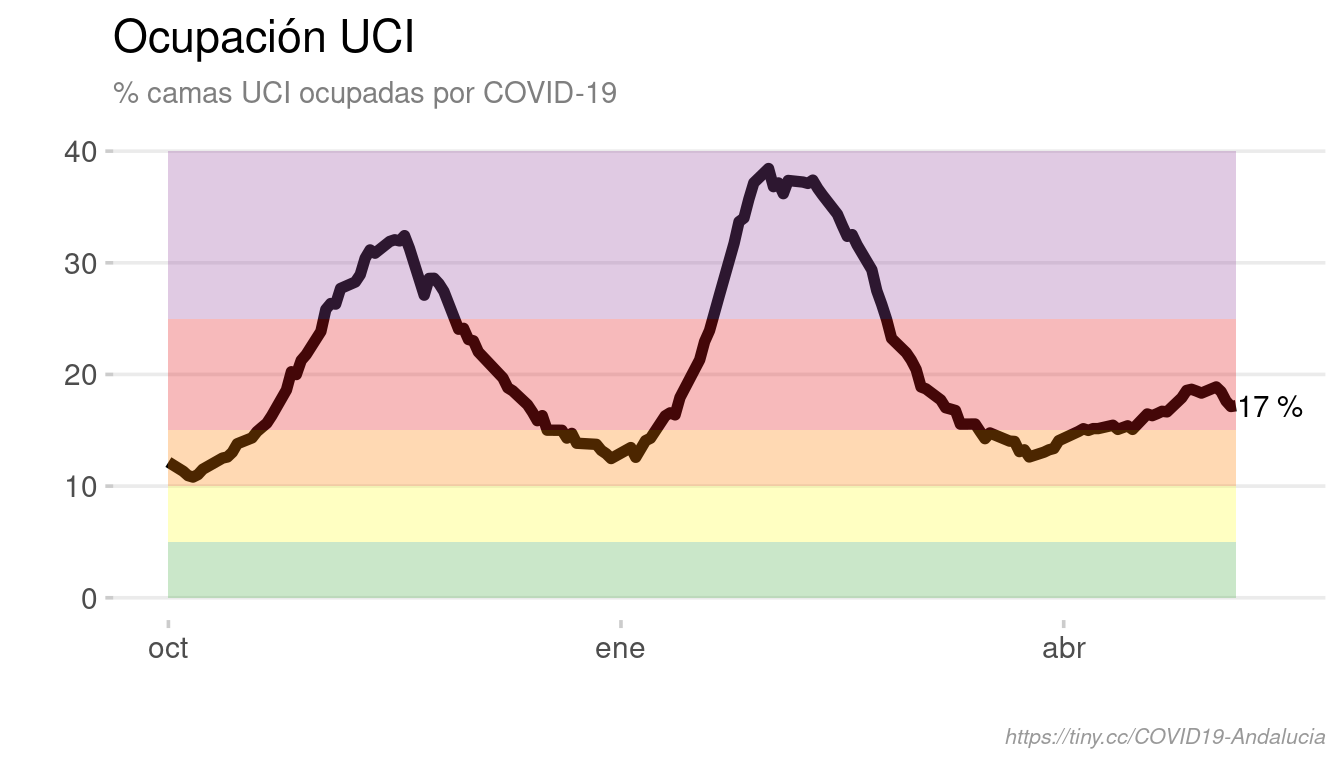 Ocupación UCI
% camas UCI ocupadas por COVID-19
40
30
20
17 %
10
0
oct ene abr
https://tiny.cc/COVID19-Andalucia